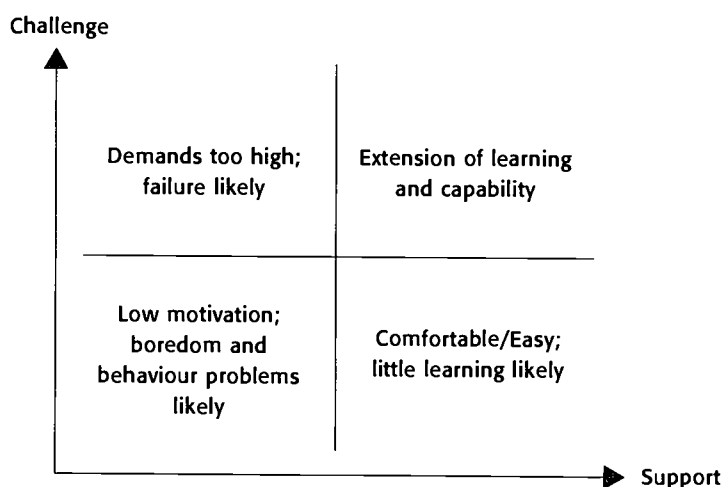 Challenge
Demands too high;
failure likely
Extension of learning
and capability
Low motivation;
boredom and
behaviour problems
likely
Comfortable/Easy;
little learning likely
Support